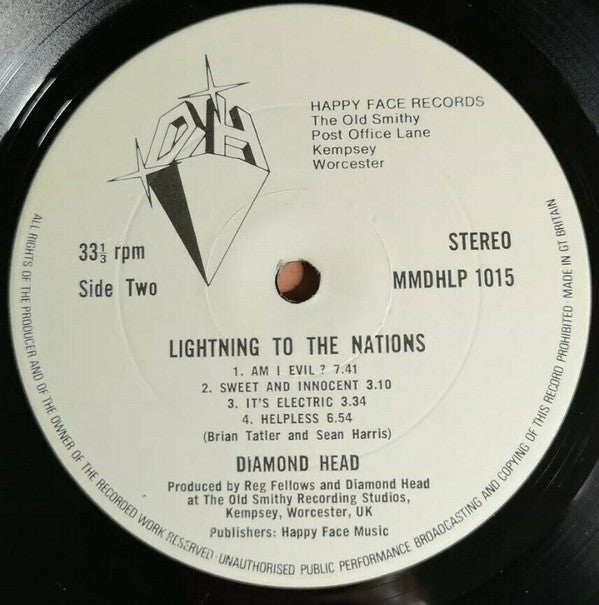 D H
HAPPY FACE RECORDS
The Old Smithy
Post Office Lane
Kempsey
Worcester
33⅓ rpm
Side Two
STEREO
MMDHLP 1015
LIGHTNING TO THE NATIONS
1. AM I EVIL? 7.41
2. SWEET AND INNOCENT 3.10
3. IT'S ELECTRIC 3.34
4. HELPLESS 6.54
(Brian Tatler and Sean Harris)
DIAMOND HEAD
Produced by Reg Fellows and Diamond Head
at The Old Smithy Recording Studios,
Kempsey, Worcester, UK
Publishers: Happy Face Music
ALL RIGHTS OF THE PRODUCER AND OF THE OWNER OF THE RECORDED WORK RESERVED · UNAUTHORISED PUBLIC PERFORMANCE BROADCASTING AND COPYING OF THIS RECORD PROHIBITED · MADE IN GT BRITAIN